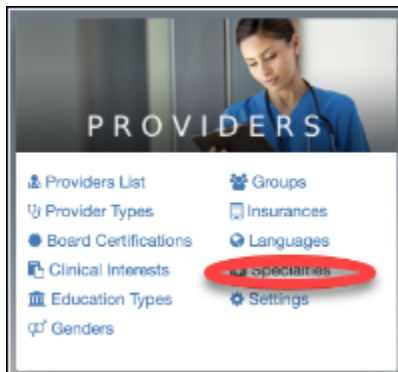 PROVIDERS
Providers List
Groups
Provider Types
Insurances
Board Certifications
Languages
Clinical Interests
Specialties
Education Types
Settings
Genders